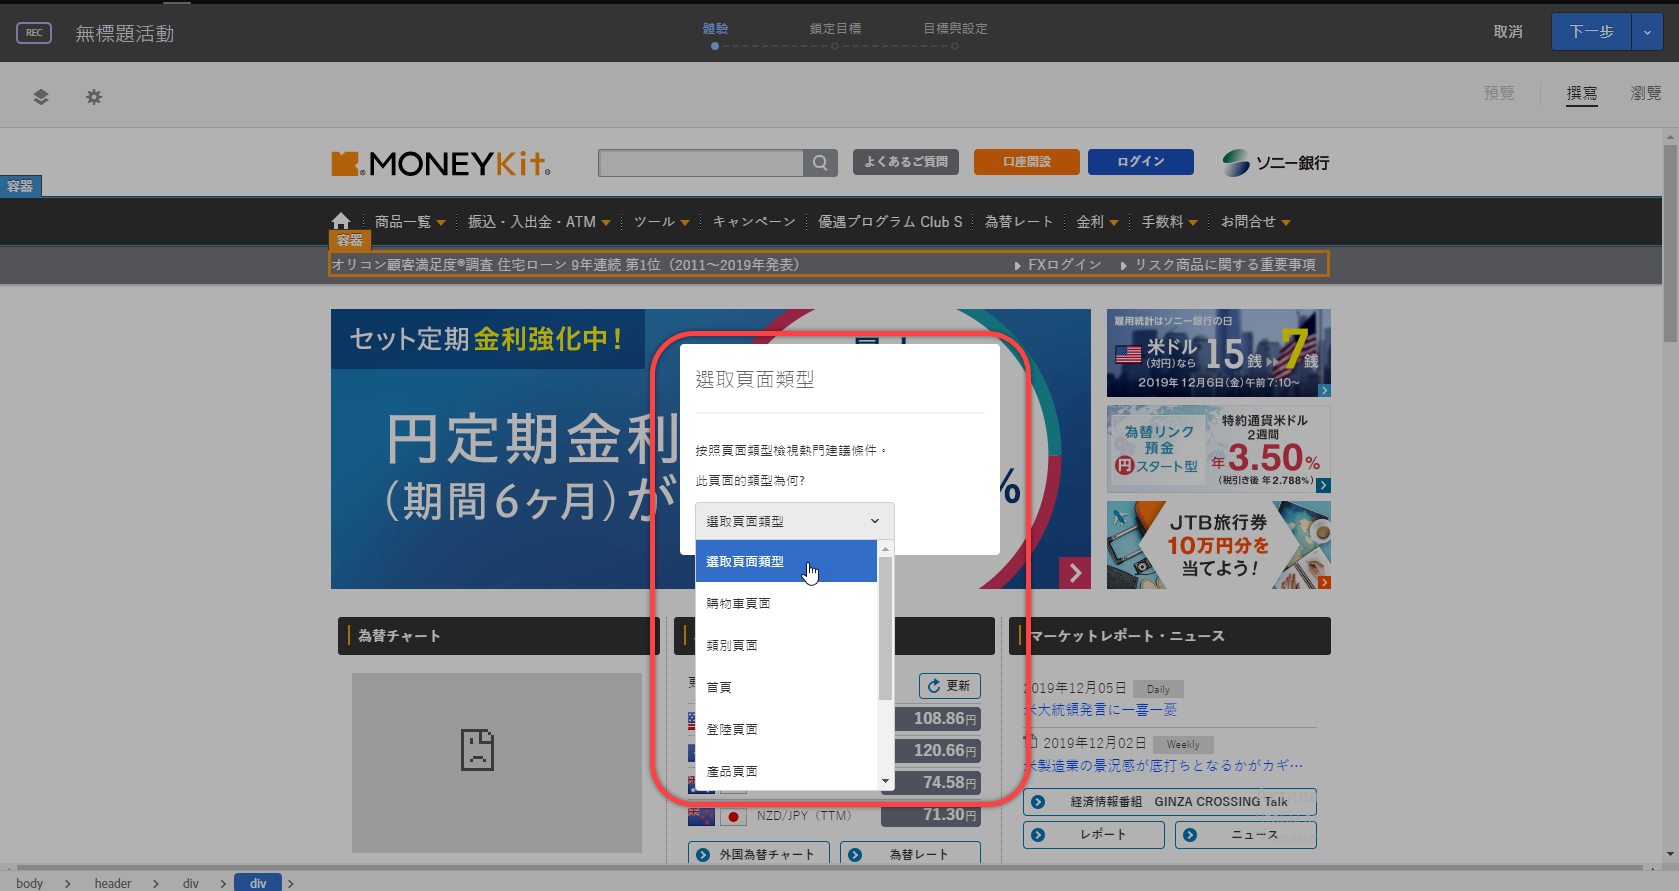 REC
無標題活動
體驗
鎖定目標
目標與設定
取消
下一步
預覽
撰寫
瀏覽
MONEYKit
よくあるご質問
口座開設
ログイン
ソニー銀行
容器
商品一覧
振込・入出金・ATM
ツール
キャンペーン
優遇プログラム Club S
為替レート
金利
手数料
お問合せ
容器
オリコン顧客満足度®調査 住宅ローン 9年連続 第1位（2011～2019年発表）
FXログイン
リスク商品に関する重要事項
セット定期 金利強化中！
円定期金利
（期間6ヶ月）が
%
雇用統計はソニー銀行の日
米ドル
(対円)なら
15銭
7銭
2019年12月6日(金)午前7:10～
為替リンク
預金
円スタート型
特約通貨米ドル
2週間
年3.50%
(税引き後 年2.788%)
JTB旅行券
10万円分を
当てよう！
選取頁面類型
按照頁面類型檢視熱門建議條件。
此頁面的類型為何?
選取頁面類型
選取頁面類型
購物車頁面
類別頁面
首頁
登陸頁面
產品頁面
為替チャート
更新
108.86円
120.66円
74.58円
NZD/JPY（TTM）
71.30円
外国為替チャート
為替レート
マーケットレポート・ニュース
2019年12月05日
Daily
米大統領発言に一喜一憂
2019年12月02日
Weekly
米製造業の景況感が底打ちとなるかがカギ…
経済情報番組　GINZA CROSSING Talk
レポート
ニュース
body
header
div
div